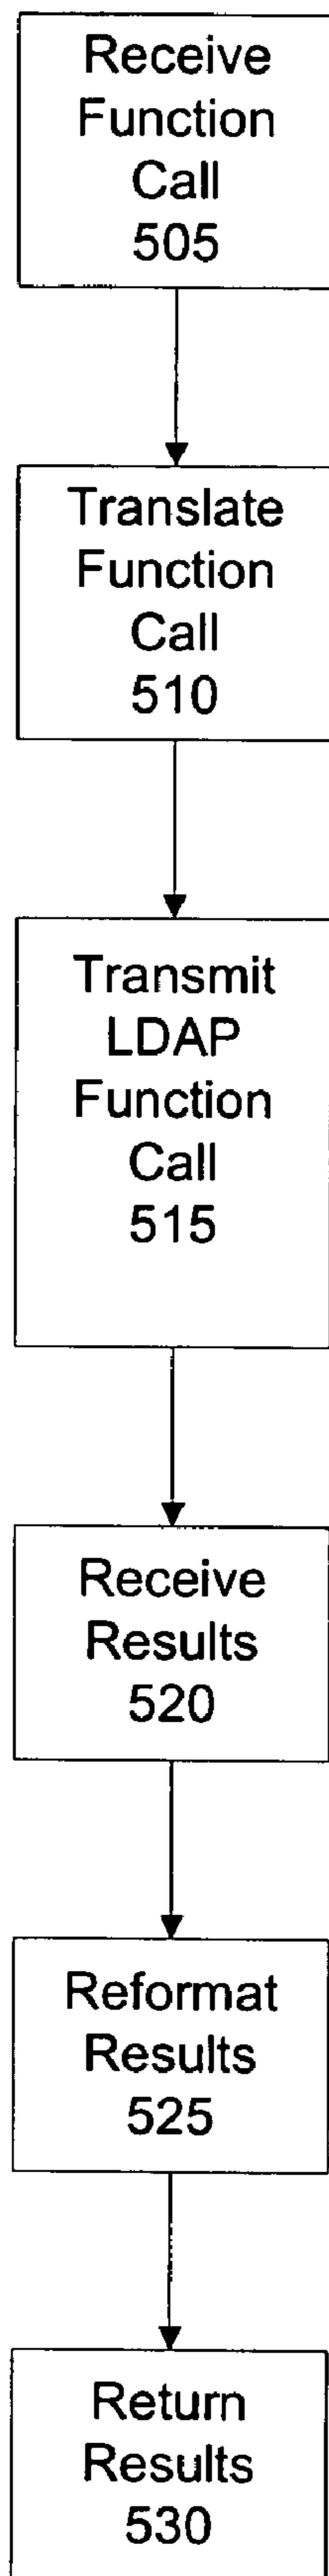 Receive
Function
Call
505
Translate
Function
Call
510
Transmit
LDAP
Function
Call
515
Receive
Results
520
Reformat
Results
525
Return
Results
530